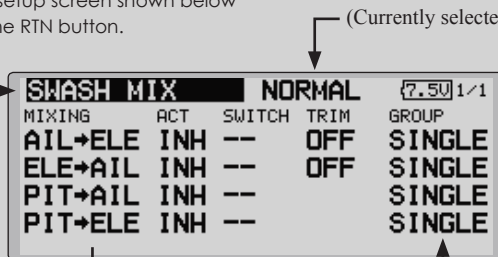 setup screen shown below
he RTN button.
(Currently selecte
SWASH MIX NORMAL 7.5V 1/1
MIXING ACT SWITCH TRIM GROUP
AIL→ELE INH -- OFF SINGLE
ELE→AIL INH -- OFF SINGLE
PIT→AIL INH -- SINGLE
PIT→ELE INH -- SINGLE